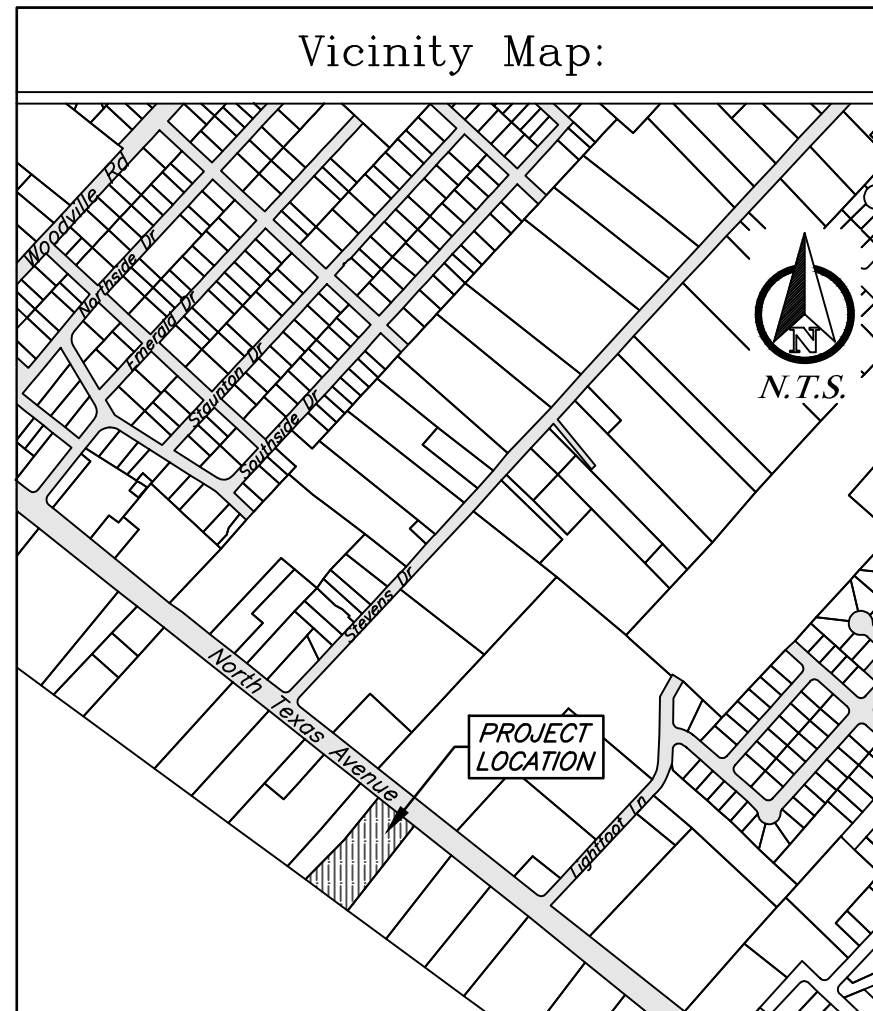 Vicinity Map:
Woodville Rd
Northside Dr
Emerald Dr
Staunton Dr
Southside Dr
N
N.T.S.
Stevens Dr
North Texas Avenue
PROJECT
LOCATION
Lightfoot Ln